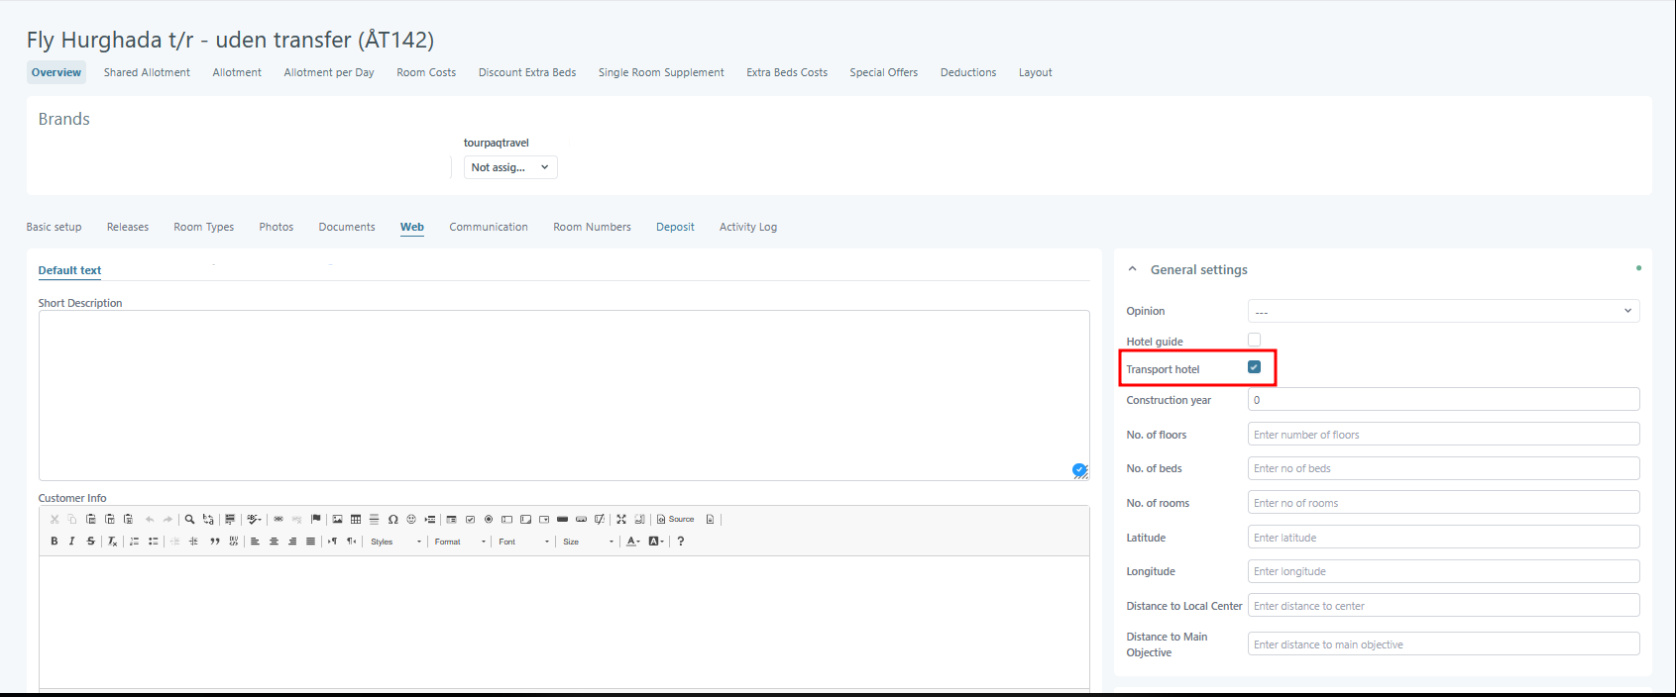 Fly Hurghada t/r - uden transfer (ÅT142)
Overview Shared Allotment Allotment Allotment per Day Room Costs Discount Extra Beds Single Room Supplement Extra Beds Costs Special Offers Deductions Layout
Brands
tourpaqtravel
Not assig...
Basic setup Releases Room Types Photos Documents Web Communication Room Numbers Deposit Activity Log
Default text
Short Description
Customer Info
Source
Styles Format Font Size
General settings
Opinion ---
Hotel guide
Transport hotel
Construction year 0
No. of floors Enter number of floors
No. of beds Enter no of beds
No. of rooms Enter no of rooms
Latitude Enter latitude
Longitude Enter longitude
Distance to Local Center Enter distance to center
Distance to Main Objective Enter distance to main objective